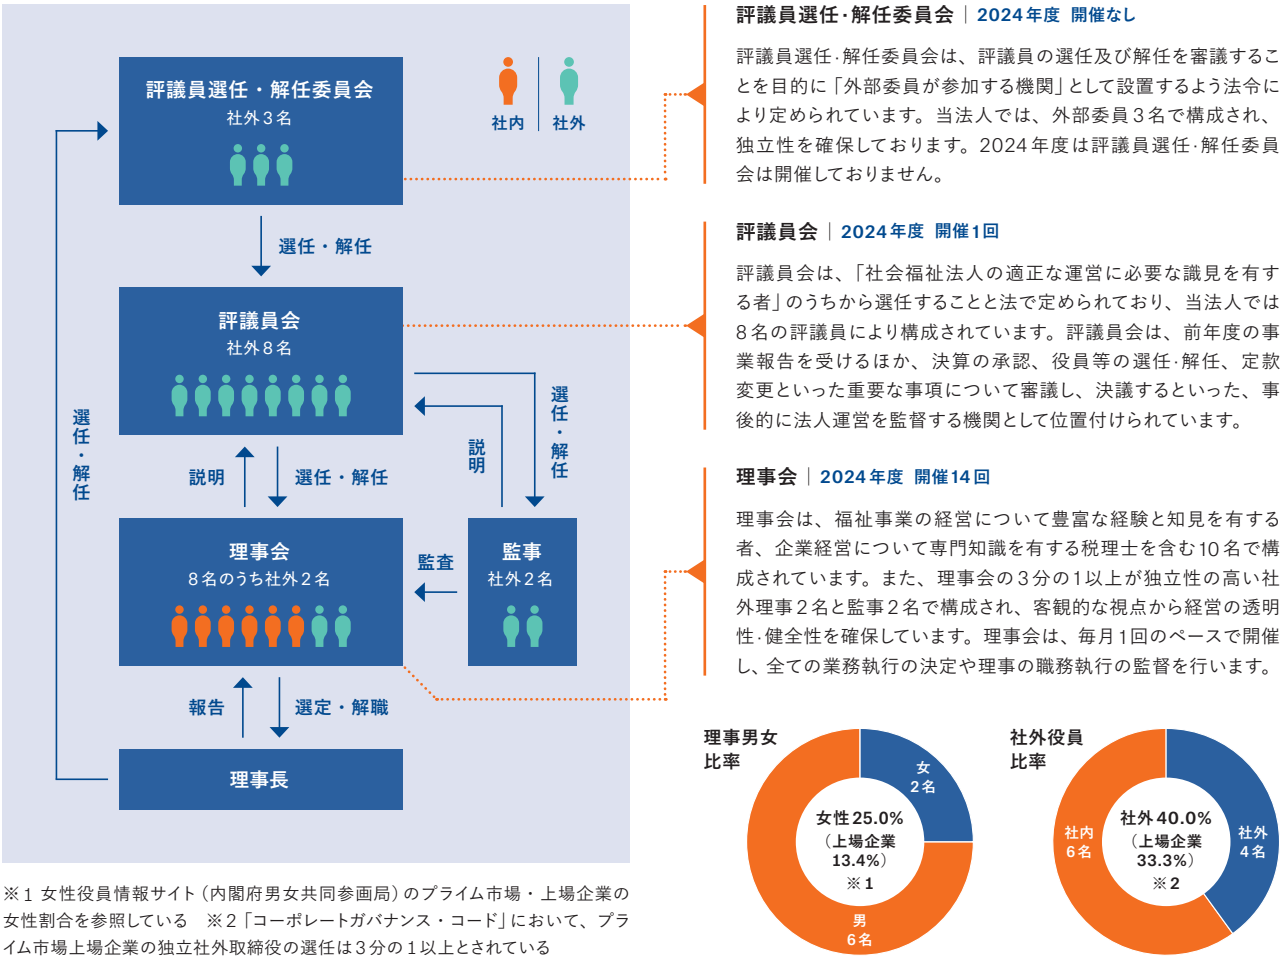 評議員選任・解任委員会
社外3名
社内
社外
選任・解任
評議員会
社外8名
選任・解任
選任・解任
説明
説明
選任・解任
理事会
8名のうち社外2名
監査
監事
社外2名
報告
選定・解職
理事長
※1 女性役員情報サイト（内閣府男女共同参画局）のプライム市場・上場企業の
女性割合を参照している　※2「コーポレートガバナンス・コード」において、プラ
イム市場上場企業の独立社外取締役の選任は3分の1以上とされている
評議員選任・解任委員会｜2024年度 開催なし
評議員選任・解任委員会は、評議員の選任及び解任を審議するこ
とを目的に「外部委員が参加する機関」として設置するよう法令に
より定められています。当法人では、外部委員3名で構成され、
独立性を確保しております。2024年度は評議員選任・解任委員
会は開催しておりません。
評議員会｜2024年度 開催1回
評議員会は、「社会福祉法人の適正な運営に必要な識見を有す
る者」のうちから選任することと法で定められており、当法人では
8名の評議員により構成されています。評議員会は、前年度の事
業報告を受けるほか、決算の承認、役員等の選任・解任、定款
変更といった重要な事項について審議し、決議するといった、事
後的に法人運営を監督する機関として位置付けられています。
理事会｜2024年度 開催14回
理事会は、福祉事業の経営について豊富な経験と知見を有する
者、企業経営について専門知識を有する税理士を含む10名で構
成されています。また、理事会の3分の1以上が独立性の高い社
外理事2名と監事2名で構成され、客観的な視点から経営の透明
性・健全性を確保しています。理事会は、毎月1回のペースで開催
し、全ての業務執行の決定や理事の職務執行の監督を行います。
理事男女
比率
女
2名
女性25.0%
（上場企業
13.4%）
※1
男
6名
社外役員
比率
社内
6名
社外40.0%
（上場企業
33.3%）
※2
社外
4名